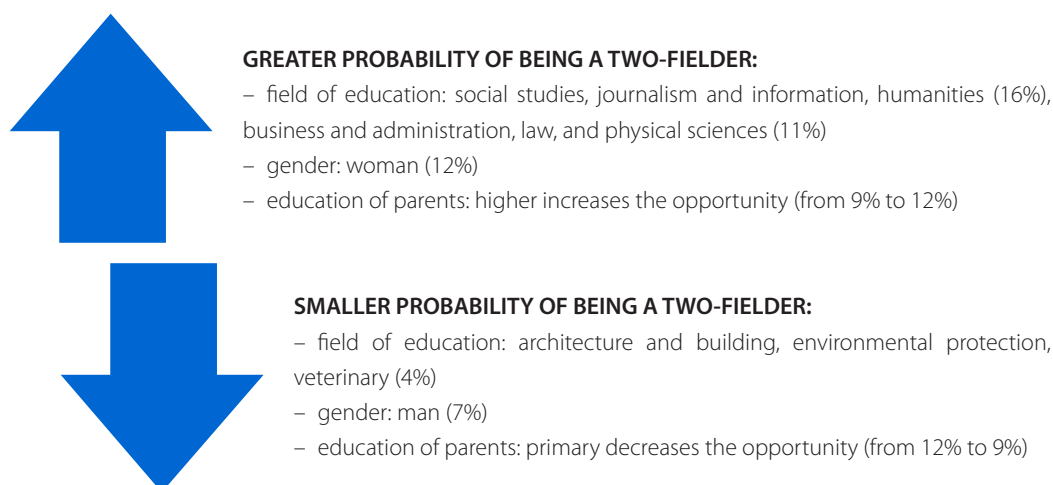 GREATER PROBABILITY OF BEING A TWO-FIELDER:
– field of education: social studies, journalism and information, humanities (16%),
business and administration, law, and physical sciences (11%)
– gender: woman (12%)
– education of parents: higher increases the opportunity (from 9% to 12%)
SMALLER PROBABILITY OF BEING A TWO-FIELDER:
– field of education: architecture and building, environmental protection,
veterinary (4%)
– gender: man (7%)
– education of parents: primary decreases the opportunity (from 12% to 9%)